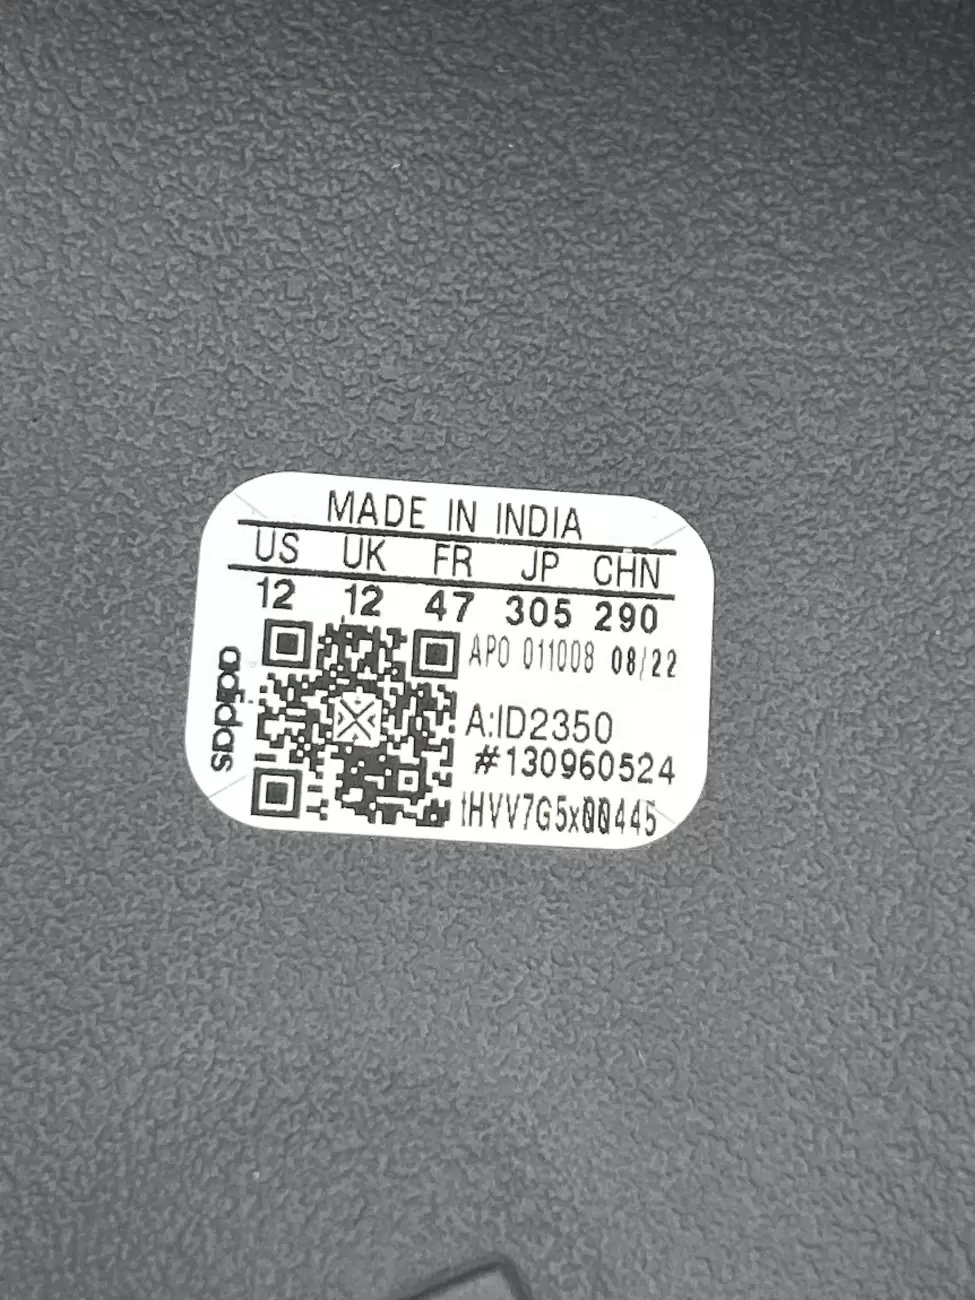 MADE IN INDIA
US UK FR JP CHN
12 12 47 305 290
APO 011008 08/22
A:ID2350
#130960524
tHVV7G5x00445
adidas